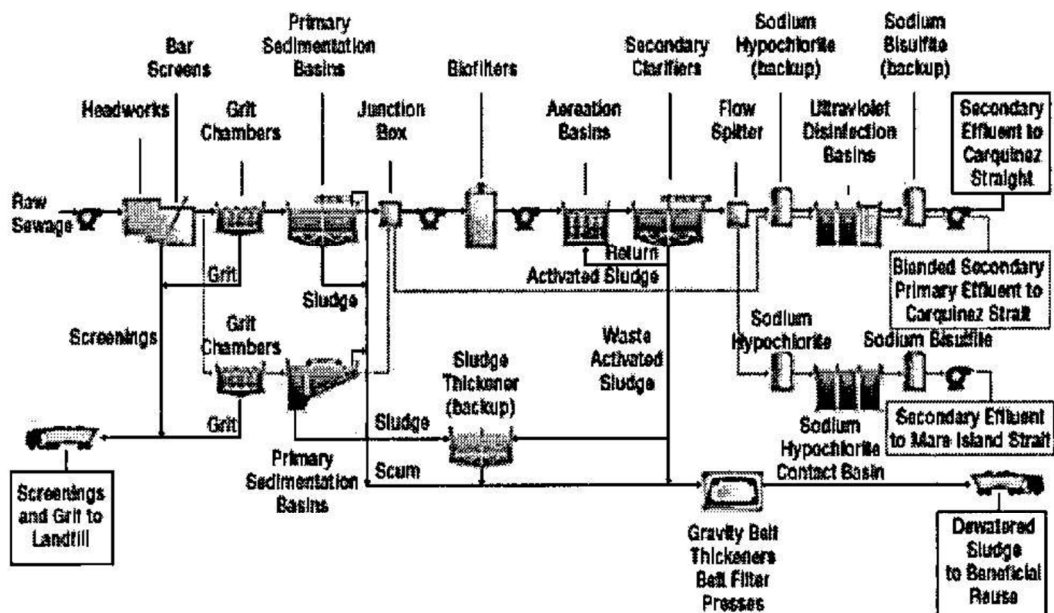 Primary
Sedimentation
Basins
Bar
Screens
Headworks
Grit
Chambers
Junction
Box
Biofilters
Secondary
Clarifiers
Aereation
Basins
Sodium
Hypochlorite
(backup)
Flow
Splitter
Sodium
Bisulfite
(backup)
Ultraviolet
Disinfection
Basins
Secondary
Effluent to
Carquinez
Straight
Raw
Sewage
Grit
Sludge
Return
Activated Sludge
Blended Secondary
Primary Effluent to
Carquinez Strait
Screenings
Grit
Chambers
Grit
Primary
Sedimentation
Basins
Sludge
Thickener
(backup)
Sludge
Scum
Waste
Activated
Sludge
Sodium
Hypochlorite
Sodium Bisulfite
Sodium
Hypochlorite
Contact Basin
Secondary Effluent
to Mare Island Strait
Screenings
and Grit to
Landfill
Gravity Belt
Thickeners
Belt Filter
Presses
Dewatered
Sludge
to Beneficial
Reuse